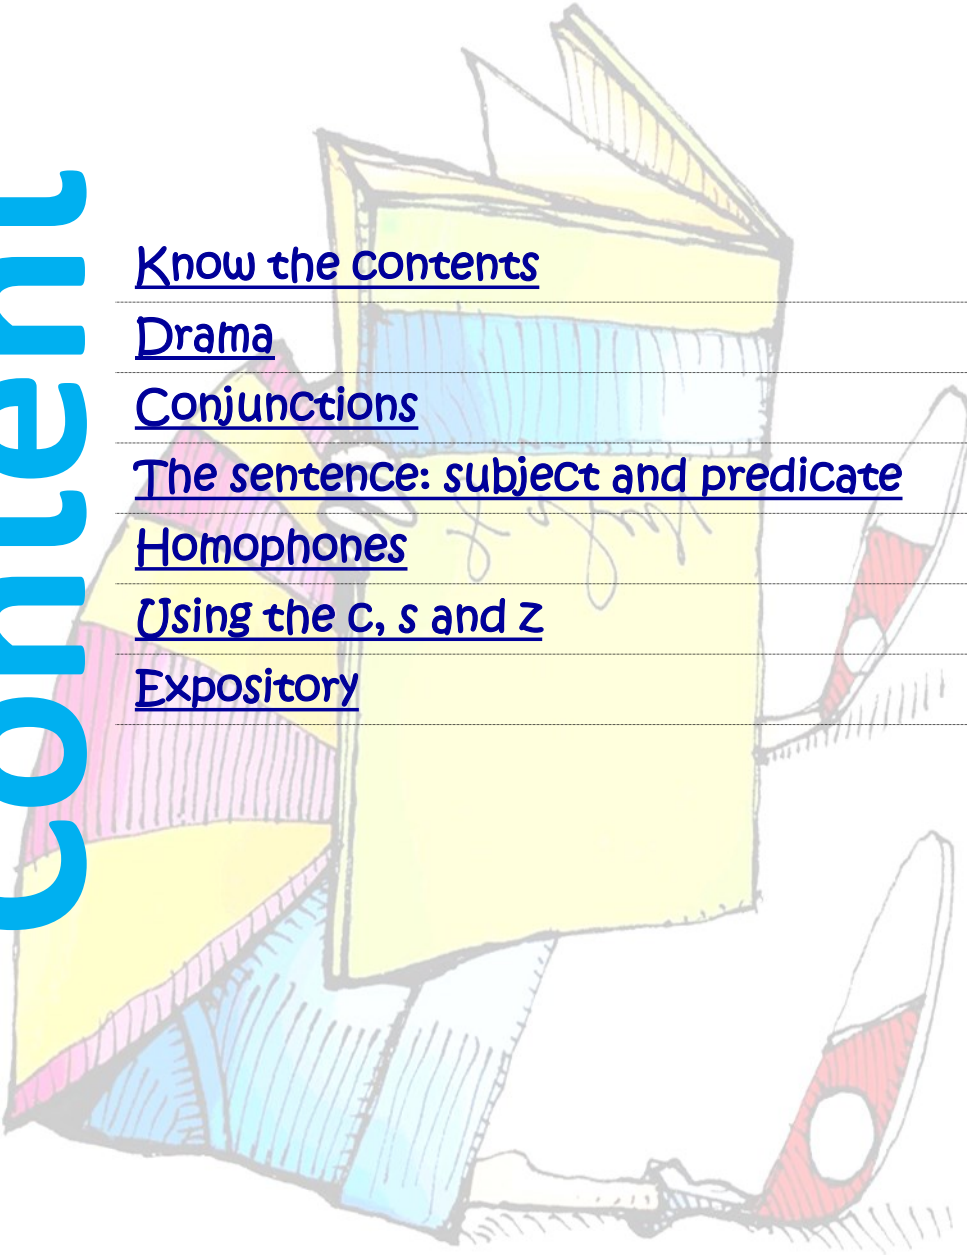 Content
Know the contents
Drama
Conjunctions
The sentence: subject and predicate
Homophones
Using the c, s and z
Expository